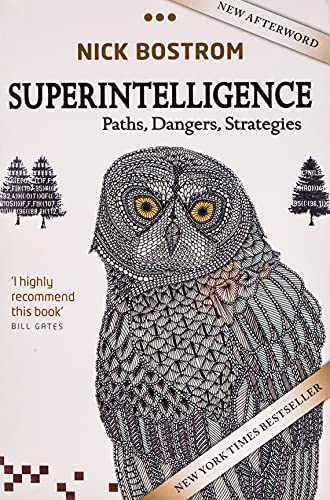 NEW AFTERWORD
NICK BOSTROM
SUPERINTELLIGENCE
Paths, Dangers, Strategies
'I highly
recommend
this book'
BILL GATES
NEW YORK TIMES BESTSELLER